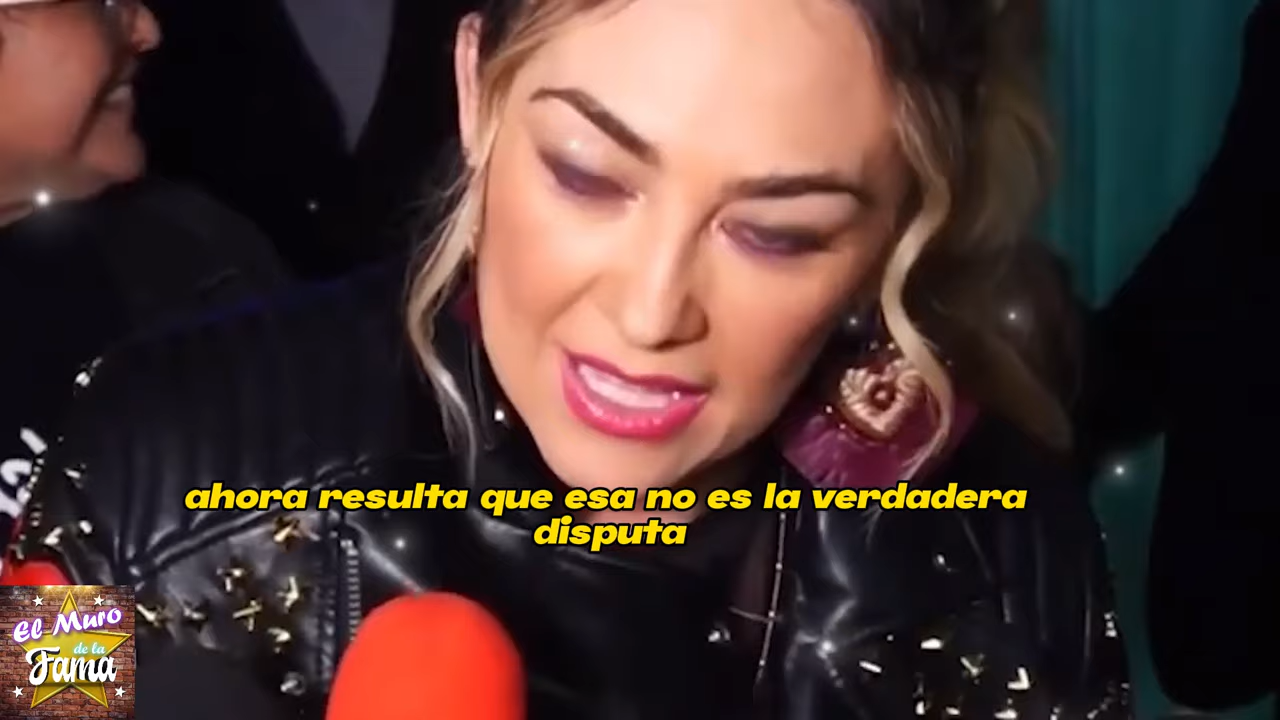 ahora resulta que esa no es la verdadera
disputa
El Muro
de la
Fama